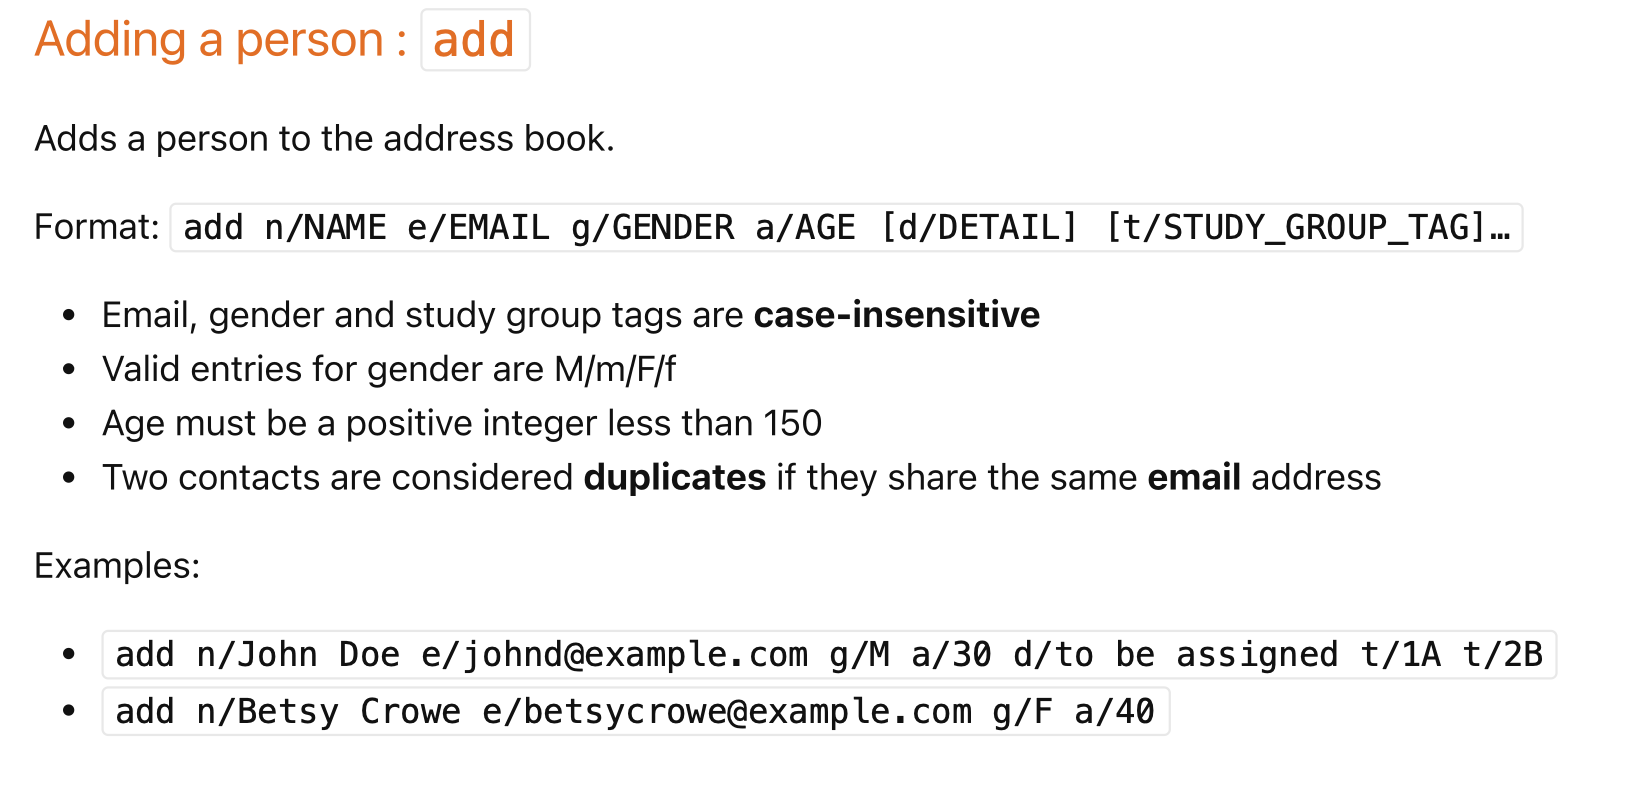 Adding a person : add
Adds a person to the address book.
Format: add n/NAME e/EMAIL g/GENDER a/AGE [d/DETAIL] [t/STUDY_GROUP_TAG]…
• Email, gender and study group tags are case-insensitive
• Valid entries for gender are M/m/F/f
• Age must be a positive integer less than 150
• Two contacts are considered duplicates if they share the same email address
Examples:
• add n/John Doe e/johnd@example.com g/M a/30 d/to be assigned t/1A t/2B
• add n/Betsy Crowe e/betsycrowe@example.com g/F a/40